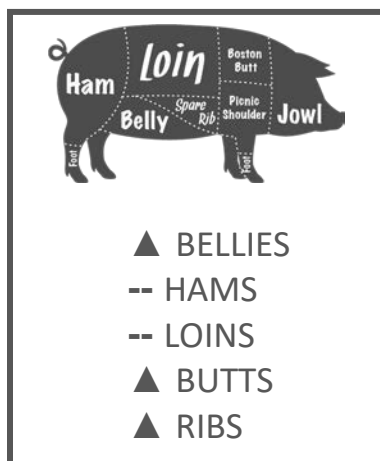 Loin
Boston
Butt
Ham
Spare
Rib
Picnic
Shoulder
Belly
Jowl
Foot
Foot
▲ BELLIES
-- HAMS
-- LOINS
▲ BUTTS
▲ RIBS